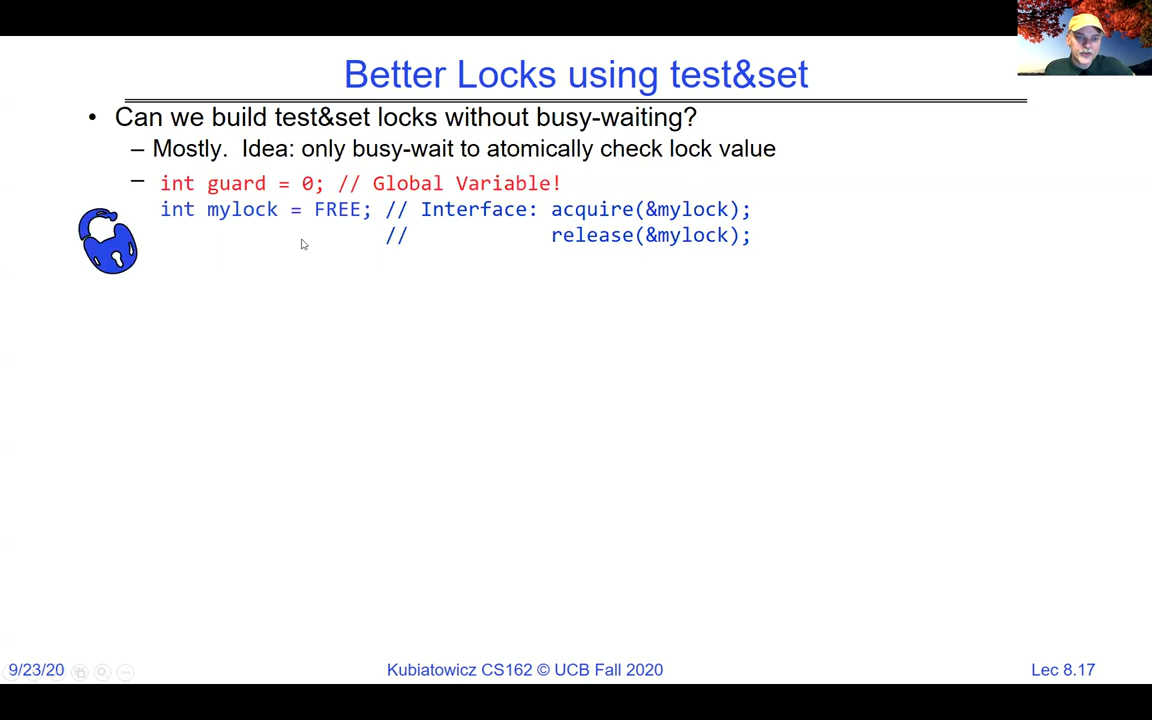 Better Locks using test&set
• Can we build test&set locks without busy-waiting?
– Mostly. Idea: only busy-wait to atomically check lock value
– int guard = 0; // Global Variable!
int mylock = FREE; // Interface: acquire(&mylock);
// release(&mylock);
9/23/20 Kubiatowicz CS162 © UCB Fall 2020 Lec 8.17